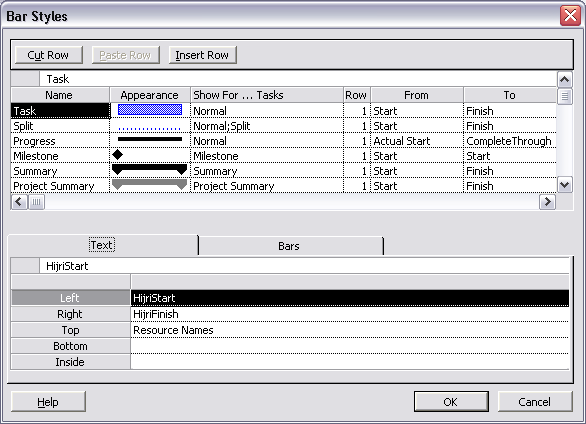 Bar Styles
Cut Row Paste Row Insert Row
Task
Name Appearance Show For ... Tasks Row From To
Task Normal 1 Start Finish
Split Normal;Split 1 Start Finish
Progress Normal 1 Actual Start CompleteThrough
Milestone Milestone 1 Start Start
Summary Summary 1 Start Finish
Project Summary Project Summary 1 Start Finish
Text Bars
HijriStart
Left HijriStart
Right HijriFinish
Top Resource Names
Bottom
Inside
Help OK Cancel